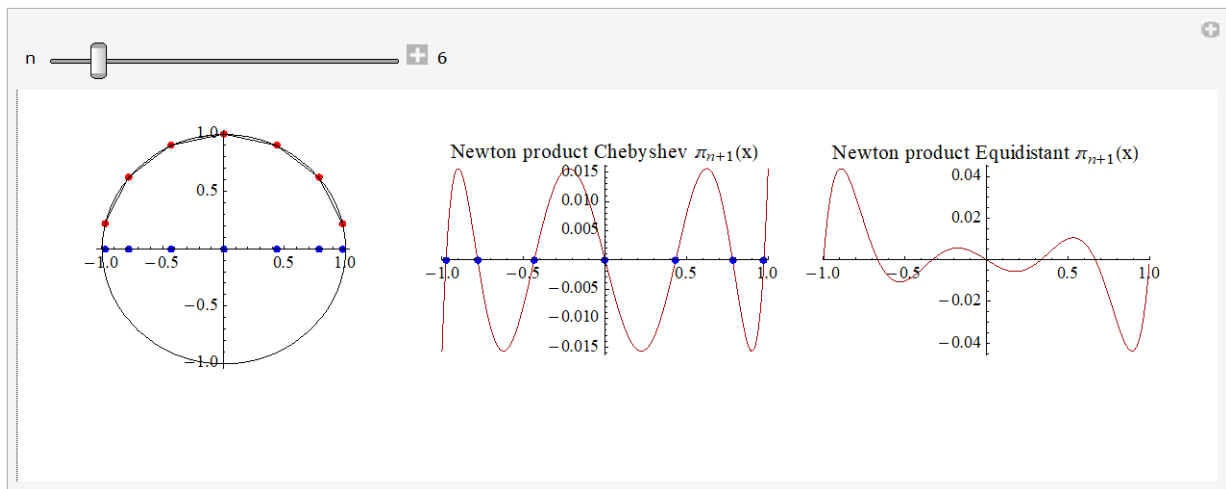 n 6
Newton product Chebyshev πn+1(x)
Newton product Equidistant πn+1(x)
1.0
0.5
−1.0 −0.5 0.5 1.0
−0.5
−1.0
0.015
0.010
0.005
−1.0 −0.5 0.5 1.0
−0.005
−0.010
−0.015
0.04
0.02
−1.0 −0.5 0.5 1.0
−0.02
−0.04